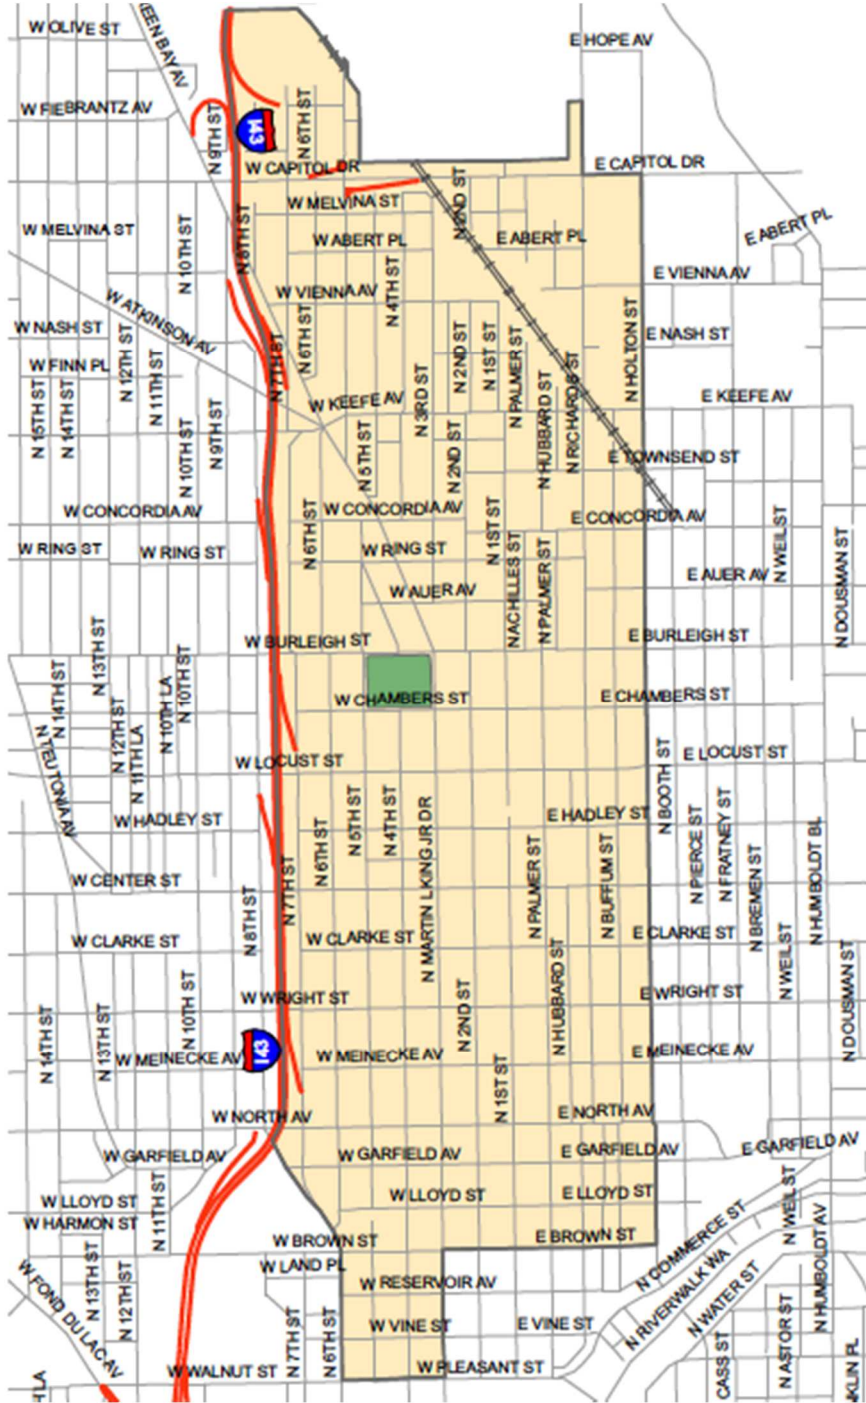 W OLIVE ST
EEN BAY AV
E HOPE AV
W FIEBRANTZ AV
N 9TH ST
143
N 6TH ST
W CAPITOL DR
E CAPITOL DR
W MELVINA ST
N 2ND ST
W MELVINA ST
N 10TH ST
N 8TH ST
W ABERT PL
E ABERT PL
E ABERT PL
W VIENNA AV
N 4TH ST
E VIENNA AV
W ATKINSON AV
W NASH ST
W FINN PL
N 12TH ST
N 11TH ST
N 7TH ST
N 6TH ST
N 2ND ST
N 1ST ST
N PALMER ST
N HOLTON ST
E NASH ST
N 15TH ST
N 14TH ST
N 10TH ST
N 9TH ST
W KEEFE AV
N 3RD ST
N HUBBARD ST
N RICHARDS ST
E KEEFE AV
N 5TH ST
N 2ND ST
E TOWNSEND ST
W CONCORDIA AV
W CONCORDIA AV
E CONCORDIA AV
W RING ST
W RING ST
N 6TH ST
W RING ST
N 1ST ST
N ACHILLES ST
N PALMER ST
N WEIL ST
N DOUSMAN ST
W AUER AV
E AUER AV
W BURLEIGH ST
E BURLEIGH ST
N 13TH ST
N 14TH ST
N 10TH LA
N 10TH ST
W CHAMBERS ST
E CHAMBERS ST
N TEUTONIA AV
N 12TH ST
N 11TH LA
W LOCUST ST
E LOCUST ST
N BOOTH ST
W HADLEY ST
N 5TH ST
N 4TH ST
E HADLEY ST
N 6TH ST
N MARTIN L KING JR DR
N PIERCE ST
N FRATNEY ST
N HUMBOLDT BL
W CENTER ST
N 8TH ST
N 7TH ST
N PALMER ST
N BUFFUM ST
N BREMEN ST
W CLARKE ST
W CLARKE ST
E CLARKE ST
N WEIL ST
N DOUSMAN ST
N 10TH ST
W WRIGHT ST
N 2ND ST
N HUBBARD ST
E WRIGHT ST
N 14TH ST
N 13TH ST
W MEINECKE AV
143
W MEINECKE AV
E MEINECKE AV
N 1ST ST
W NORTH AV
E NORTH AV
W GARFIELD AV
W GARFIELD AV
E GARFIELD AV
E GARFIELD AV
W LLOYD ST
N 11TH ST
W LLOYD ST
E LLOYD ST
N WEIL ST
W HARMON ST
W BROWN ST
E BROWN ST
N COMMERCE ST
N HUMBOLDT AV
N 13TH ST
N 12TH ST
W LAND PL
W RESERVOIR AV
N RIVERWALK WA
N WATER ST
W FOND DU LAC AV
N 7TH ST
N 6TH ST
W VINE ST
E VINE ST
CASS ST
N ASTOR ST
KLIN PL
W WALNUT ST
W PLEASANT ST
H LA